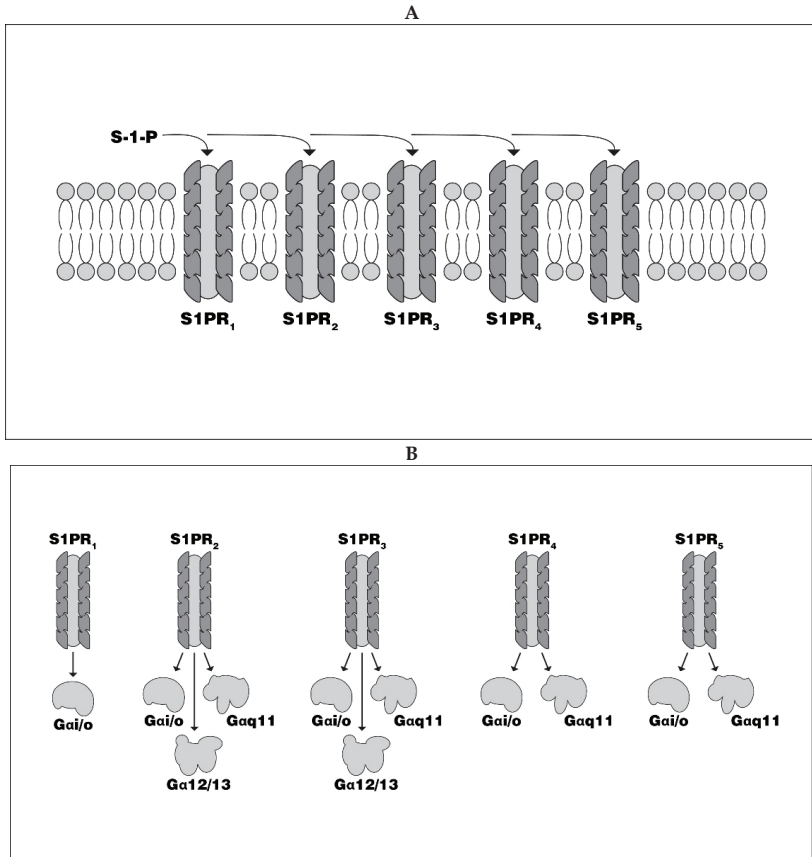 A
S-1-P
S1PR1 S1PR2 S1PR3 S1PR4 S1PR5
B
S1PR1 S1PR2 S1PR3 S1PR4 S1PR5
Gαi/o Gαi/o Gαq11 Gαi/o Gαq11 Gαi/o Gαq11 Gαi/o Gαq11
Gα12/13 Gα12/13